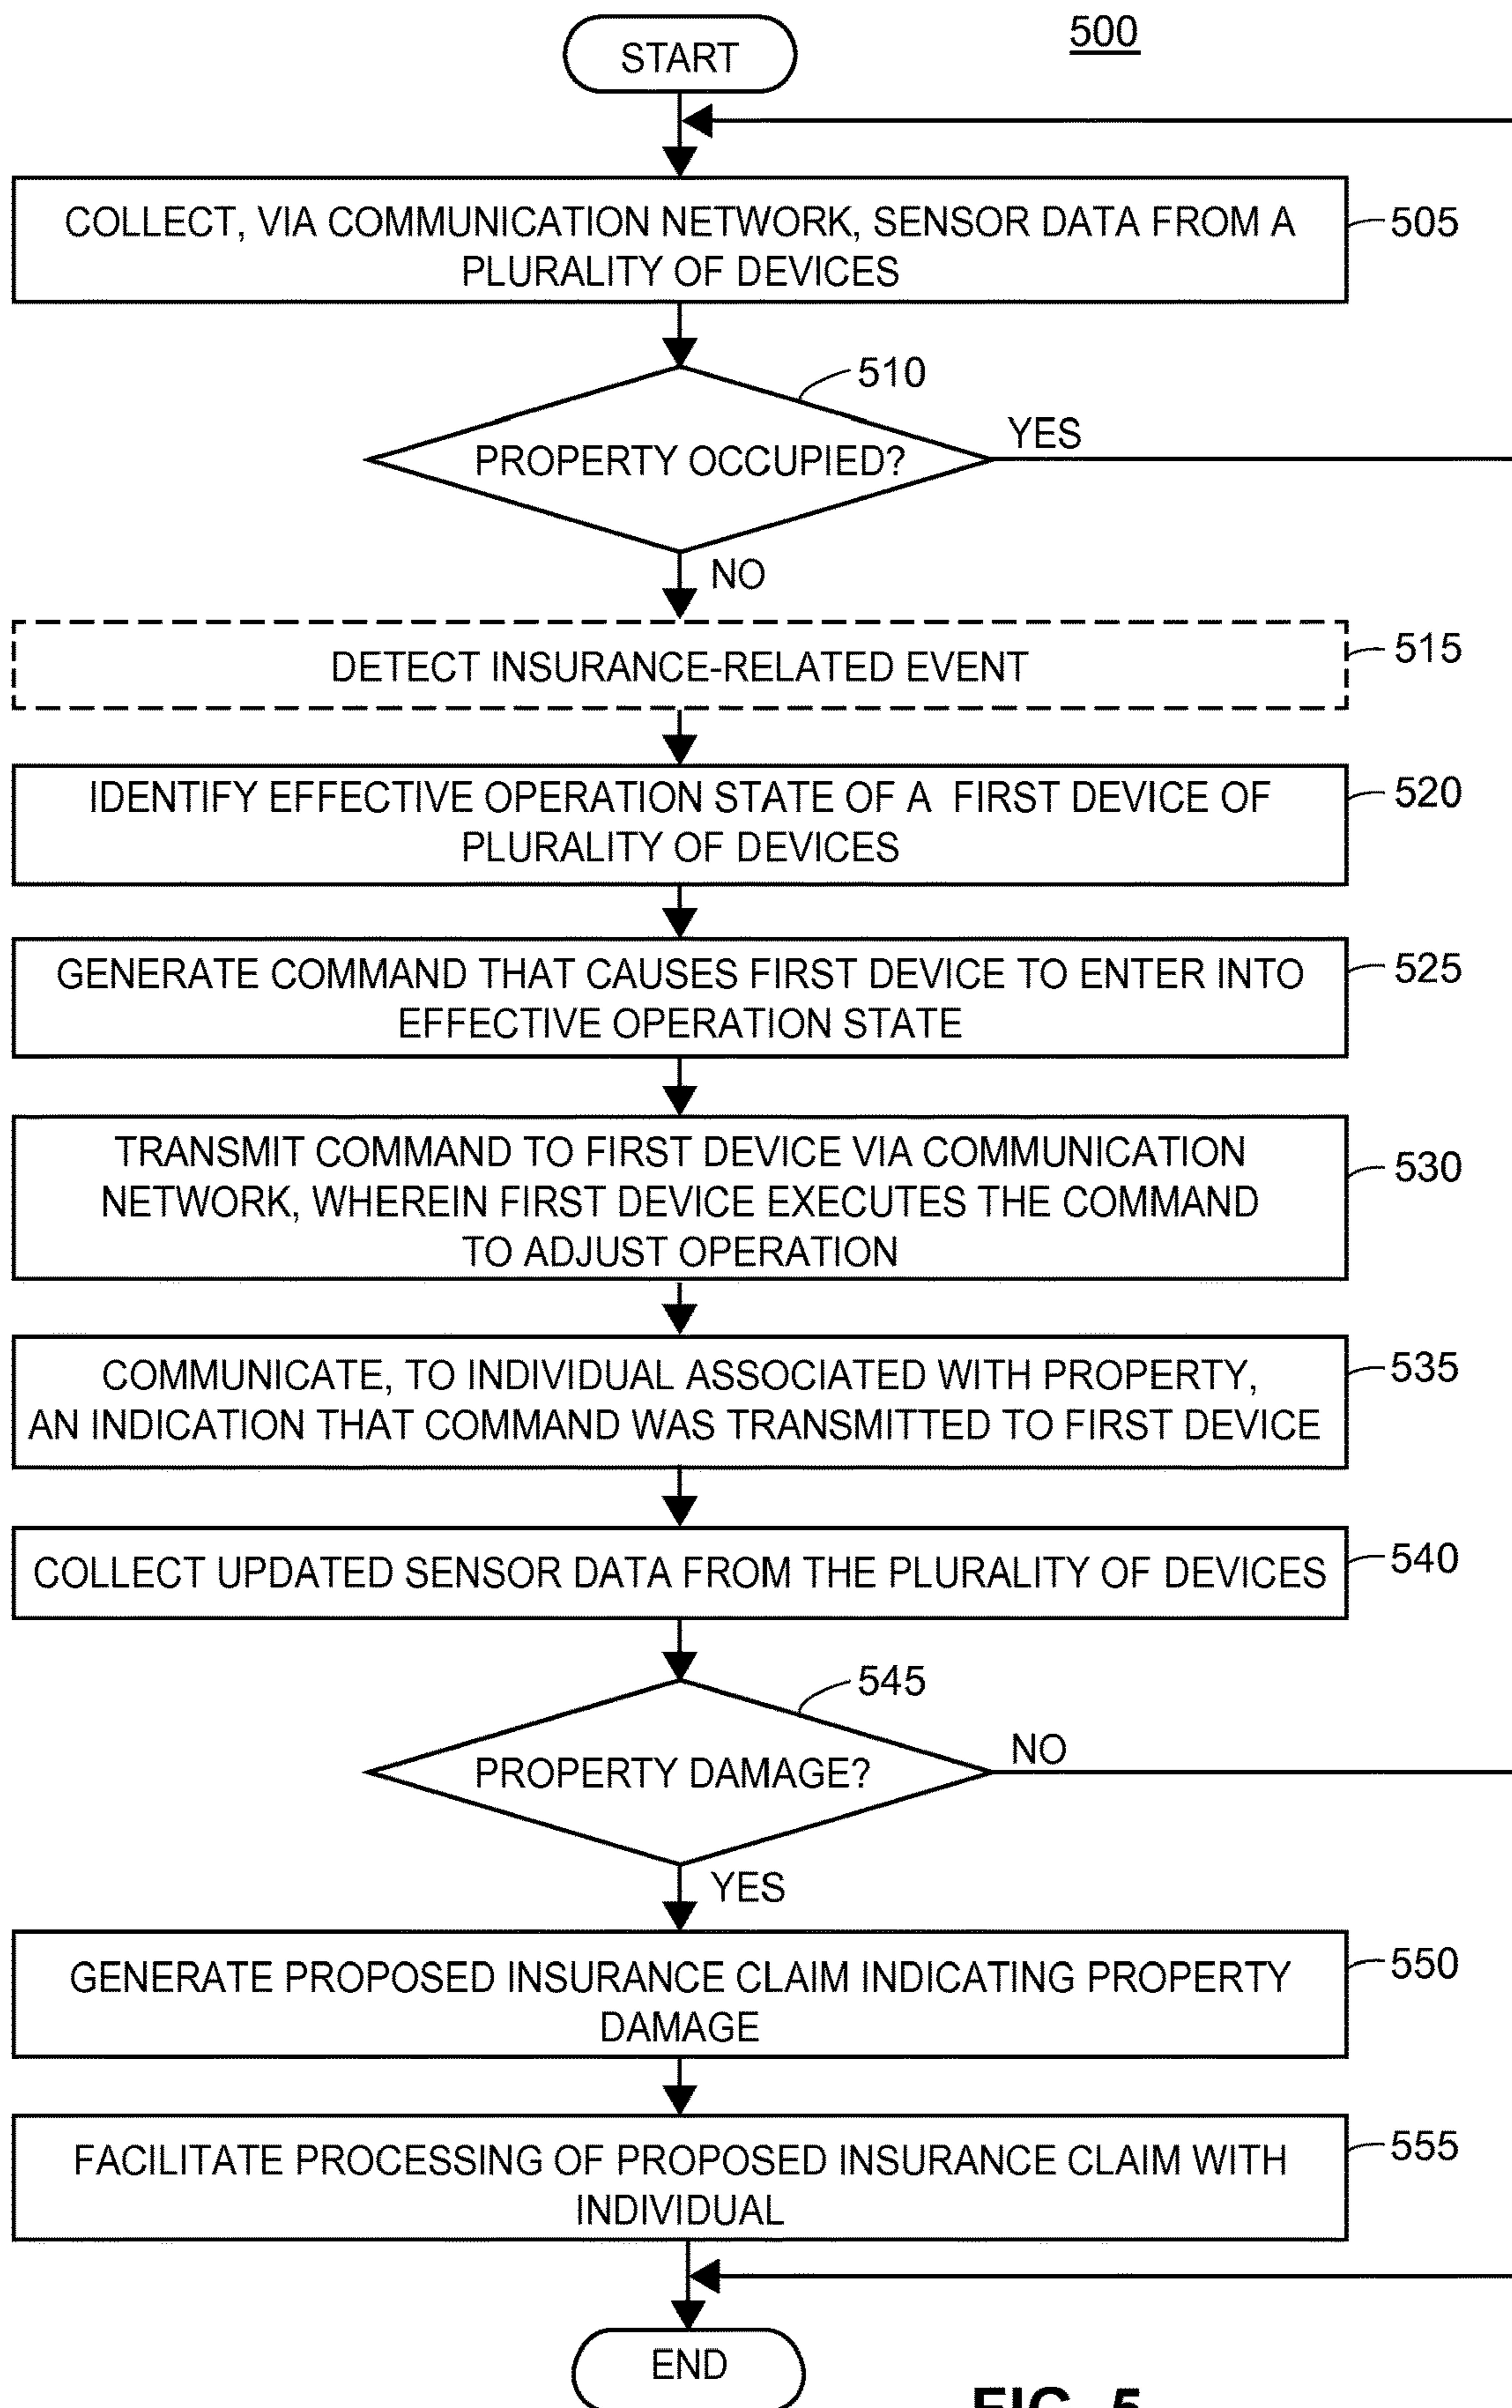 500
START
COLLECT, VIA COMMUNICATION NETWORK, SENSOR DATA FROM A
PLURALITY OF DEVICES
505
510
PROPERTY OCCUPIED?
YES
NO
DETECT INSURANCE-RELATED EVENT
515
IDENTIFY EFFECTIVE OPERATION STATE OF A FIRST DEVICE OF
PLURALITY OF DEVICES
520
GENERATE COMMAND THAT CAUSES FIRST DEVICE TO ENTER INTO
EFFECTIVE OPERATION STATE
525
TRANSMIT COMMAND TO FIRST DEVICE VIA COMMUNICATION
NETWORK, WHEREIN FIRST DEVICE EXECUTES THE COMMAND
TO ADJUST OPERATION
530
COMMUNICATE, TO INDIVIDUAL ASSOCIATED WITH PROPERTY,
AN INDICATION THAT COMMAND WAS TRANSMITTED TO FIRST DEVICE
535
COLLECT UPDATED SENSOR DATA FROM THE PLURALITY OF DEVICES
540
545
PROPERTY DAMAGE?
NO
YES
GENERATE PROPOSED INSURANCE CLAIM INDICATING PROPERTY
DAMAGE
550
FACILITATE PROCESSING OF PROPOSED INSURANCE CLAIM WITH
INDIVIDUAL
555
END
FIG. 5